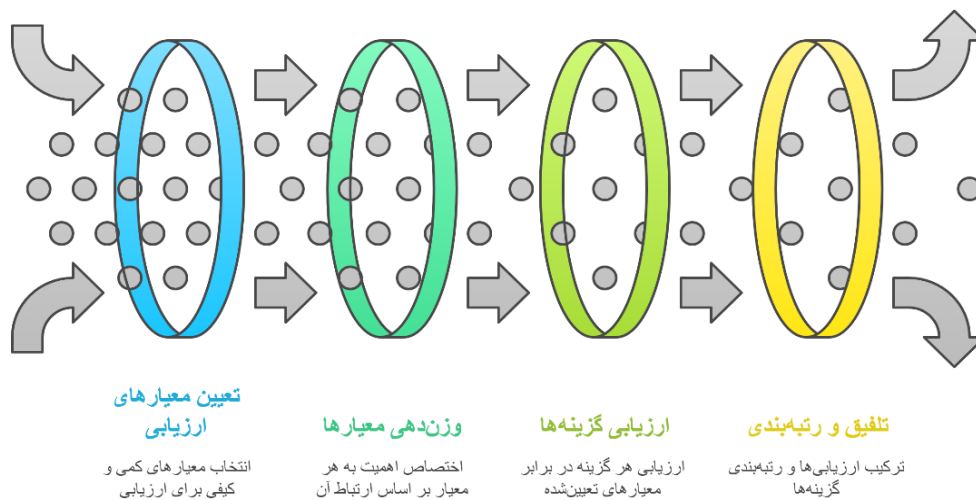 تعیین معیارهای
ارزیابی
انتخاب معیارهای کمی و
کیفی برای ارزیابی
وزن‌دهی معیارها
اختصاص اهمیت به هر
معیار بر اساس ارتباط آن
ارزیابی گزینه‌ها
ارزیابی هر گزینه در برابر
معیارهای تعیین‌شده
تلفیق و رتبه‌بندی
ترکیب ارزیابی‌ها و رتبه‌بندی
گزینه‌ها